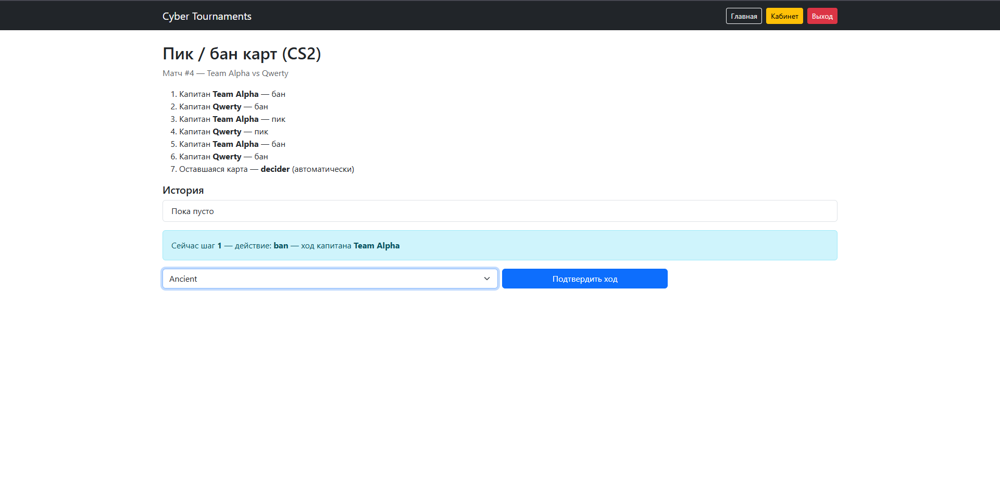 Cyber Tournaments
Главная
Кабинет
Выход
Пик / бан карт (CS2)
Матч #4 — Team Alpha vs Qwerty
1. Капитан Team Alpha — бан
2. Капитан Qwerty — бан
3. Капитан Team Alpha — пик
4. Капитан Qwerty — пик
5. Капитан Team Alpha — бан
6. Капитан Qwerty — бан
7. Оставшаяся карта — decider (автоматически)
История
Пока пусто
Сейчас шаг 1 — действие: ban — ход капитана Team Alpha
Ancient
Подтвердить ход